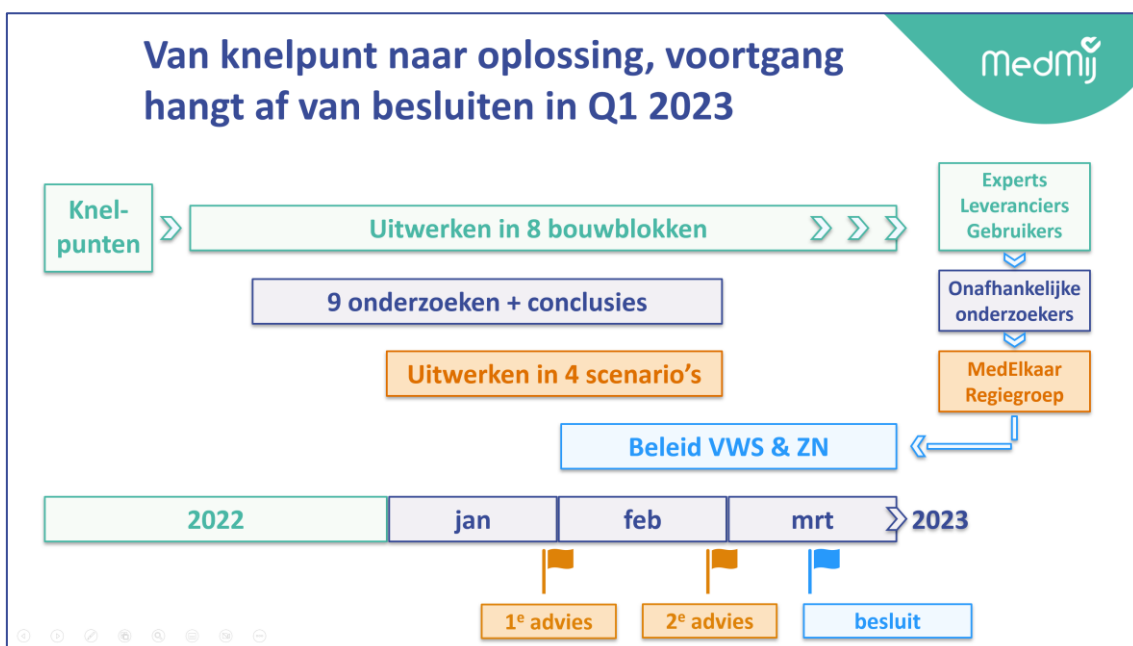 Van knelpunt naar oplossing, voortgang
hangt af van besluiten in Q1 2023
MedMij
Knel-
punten
Uitwerken in 8 bouwblokken
Experts
Leveranciers
Gebruikers
9 onderzoeken + conclusies
Onafhankelijke
onderzoekers
Uitwerken in 4 scenario's
MedElkaar
Regiegroep
Beleid VWS & ZN
2022
jan
feb
mrt
2023
1e advies
2e advies
besluit